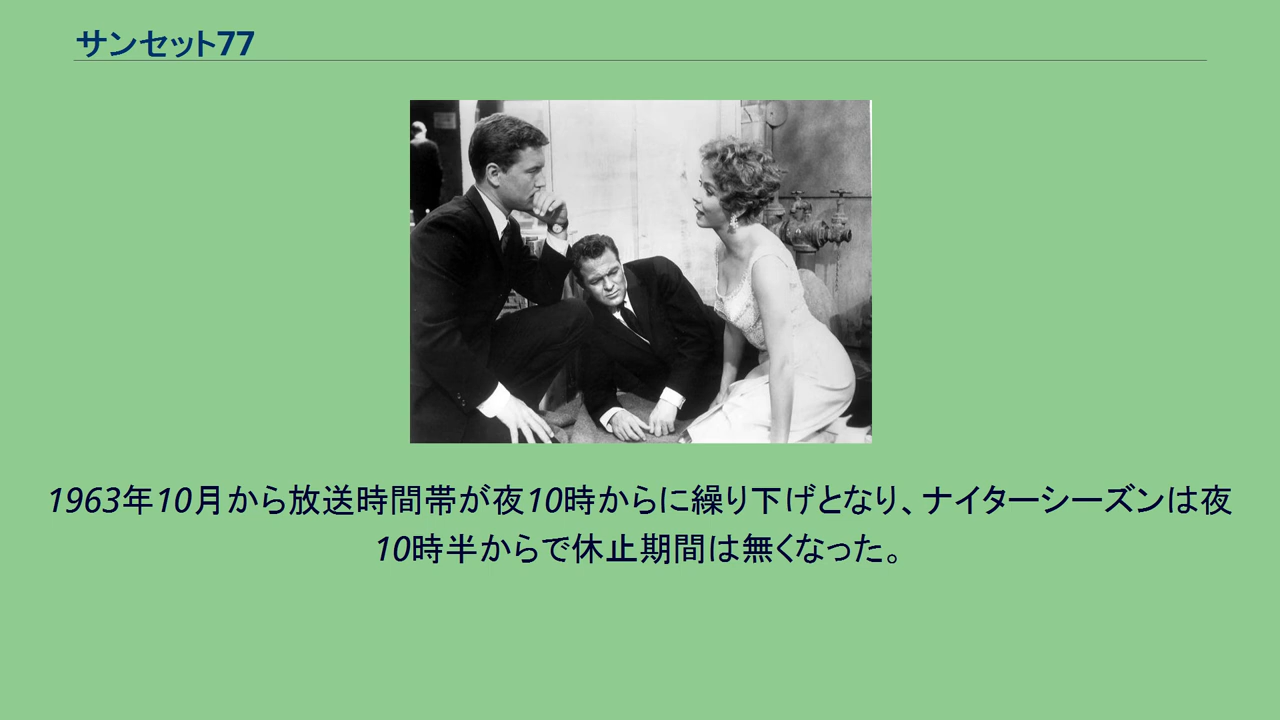 サンセット77
1963年10月から放送時間帯が夜10時からに繰り下げとなり、ナイターシーズンは夜
10時半からで休止期間は無くなった。